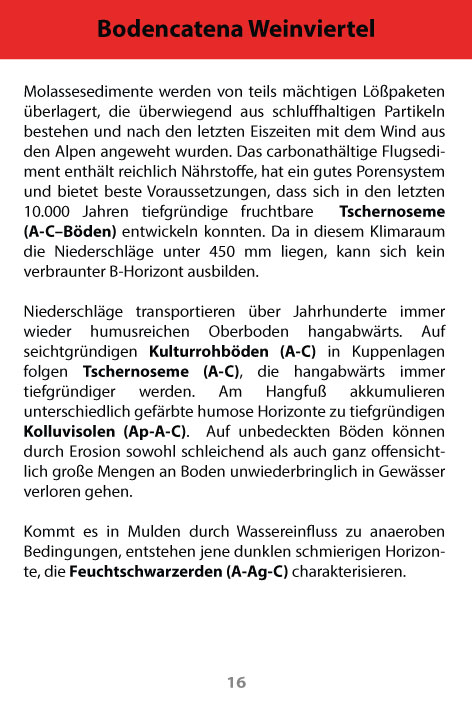 Bodencatena Weinviertel
Molassesedimente werden von teils mächtigen Lößpaketen
überlagert, die überwiegend aus schluffhaltigen Partikeln
bestehen und nach den letzten Eiszeiten mit dem Wind aus
den Alpen angeweht wurden. Das carbonathältige Flugsedi-
ment enthält reichlich Nährstoffe, hat ein gutes Porensystem
und bietet beste Voraussetzungen, dass sich in den letzten
10.000 Jahren tiefgründige fruchtbare Tschernoseme
(A-C–Böden) entwickeln konnten. Da in diesem Klimaraum
die Niederschläge unter 450 mm liegen, kann sich kein
verbraunter B-Horizont ausbilden.
Niederschläge transportieren über Jahrhunderte immer
wieder humusreichen Oberboden hangabwärts. Auf
seichtgründigen Kulturrohböden (A-C) in Kuppenlagen
folgen Tschernoseme (A-C), die hangabwärts immer
tiefgründiger werden. Am Hangfuß akkumulieren
unterschiedlich gefärbte humose Horizonte zu tiefgründigen
Kolluvisolen (Ap-A-C). Auf unbedeckten Böden können
durch Erosion sowohl schleichend als auch ganz offensicht-
lich große Mengen an Boden unwiederbringlich in Gewässer
verloren gehen.
Kommt es in Mulden durch Wassereinfluss zu anaeroben
Bedingungen, entstehen jene dunklen schmierigen Horizon-
te, die Feuchtschwarzerden (A-Ag-C) charakterisieren.
16